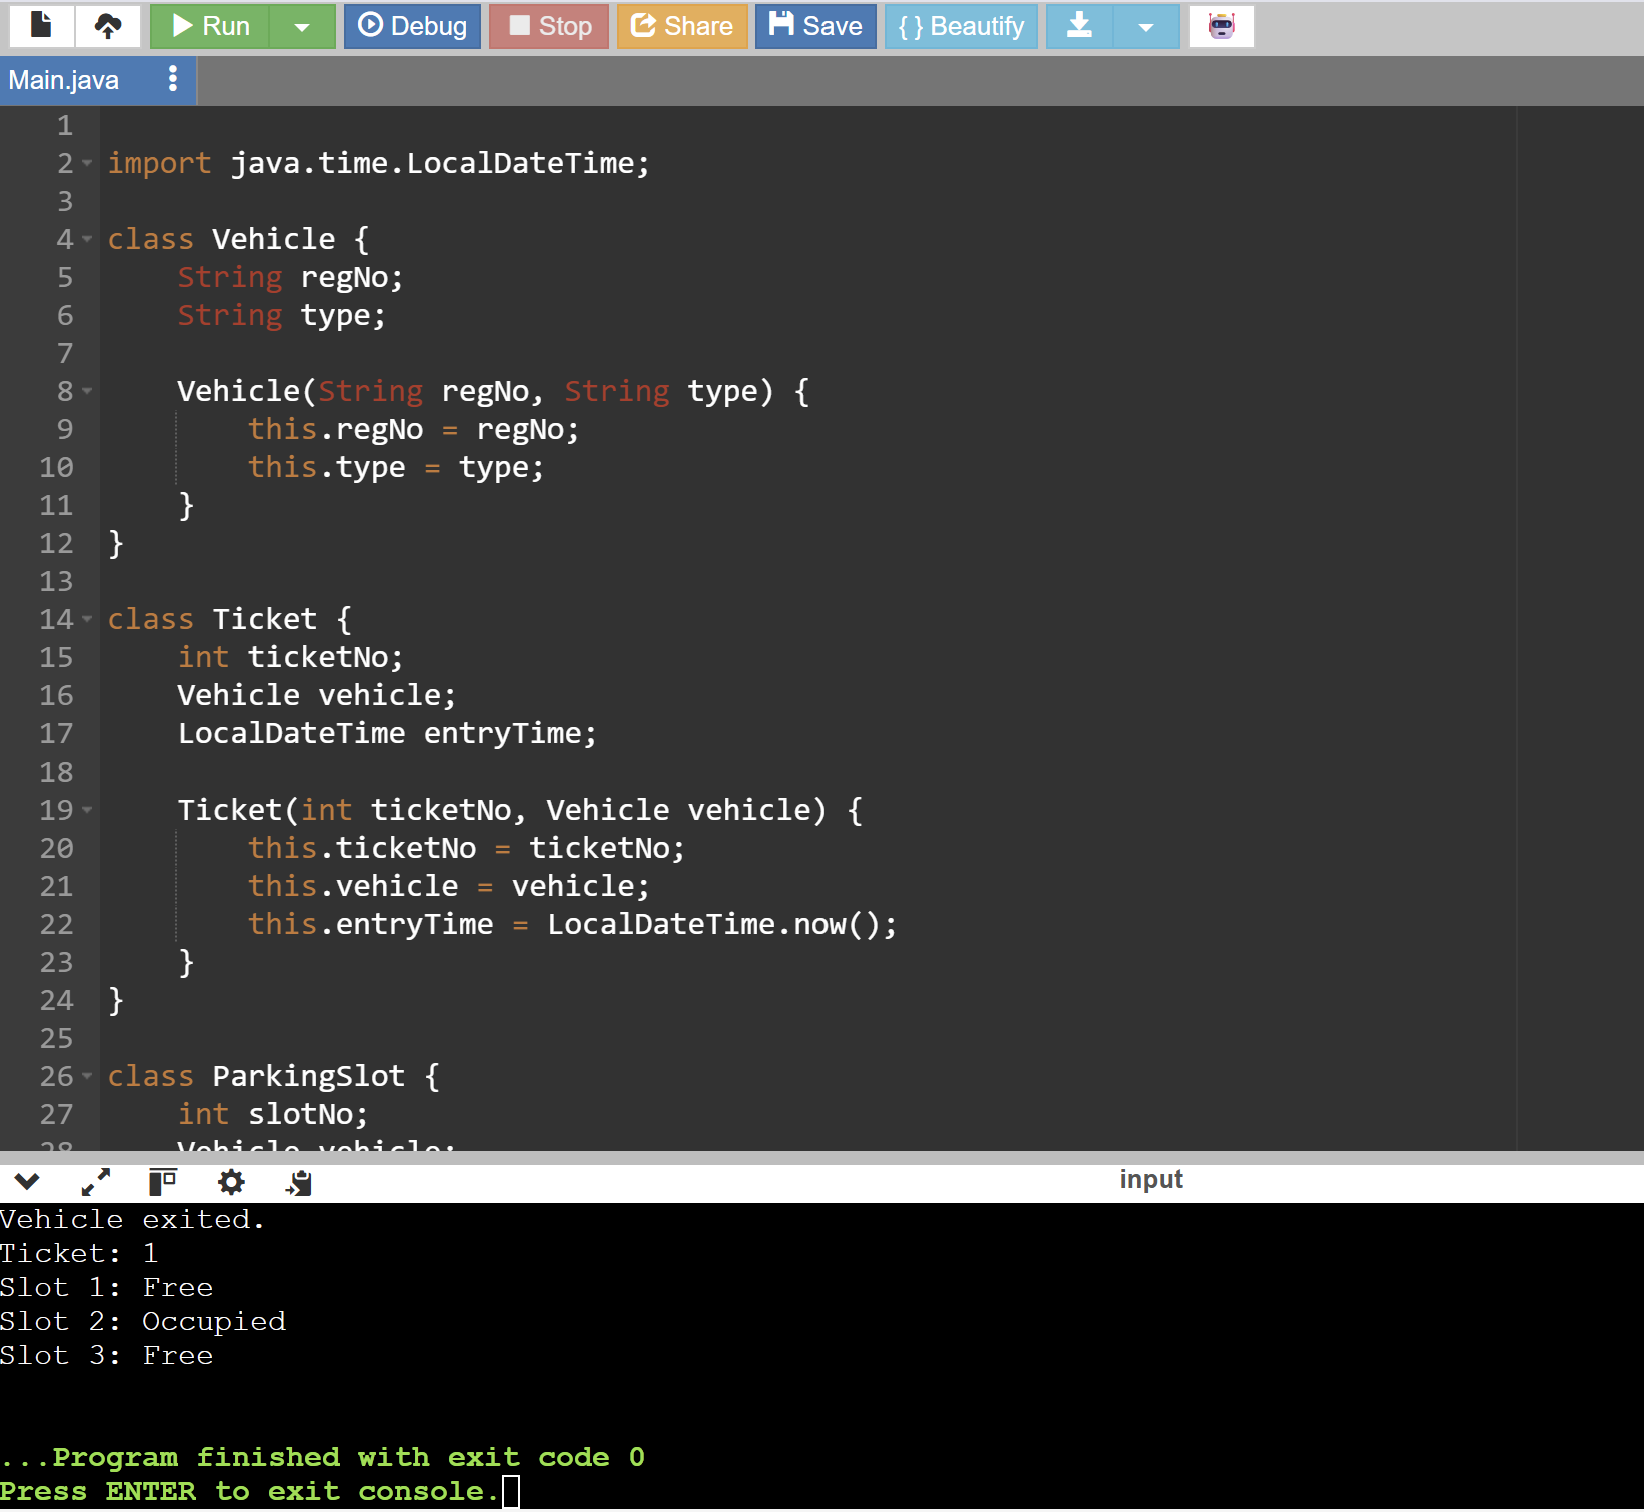 Run Debug Stop Share Save { } Beautify
Main.java
1
2 import java.time.LocalDateTime;
3
4 class Vehicle {
5     String regNo;
6     String type;
7
8     Vehicle(String regNo, String type) {
9         this.regNo = regNo;
10         this.type = type;
11     }
12 }
13
14 class Ticket {
15     int ticketNo;
16     Vehicle vehicle;
17     LocalDateTime entryTime;
18
19     Ticket(int ticketNo, Vehicle vehicle) {
20         this.ticketNo = ticketNo;
21         this.vehicle = vehicle;
22         this.entryTime = LocalDateTime.now();
23     }
24 }
25
26 class ParkingSlot {
27     int slotNo;
28     Vehicle vehicle;
input
Vehicle exited.
Ticket: 1
Slot 1: Free
Slot 2: Occupied
Slot 3: Free
...Program finished with exit code 0
Press ENTER to exit console.